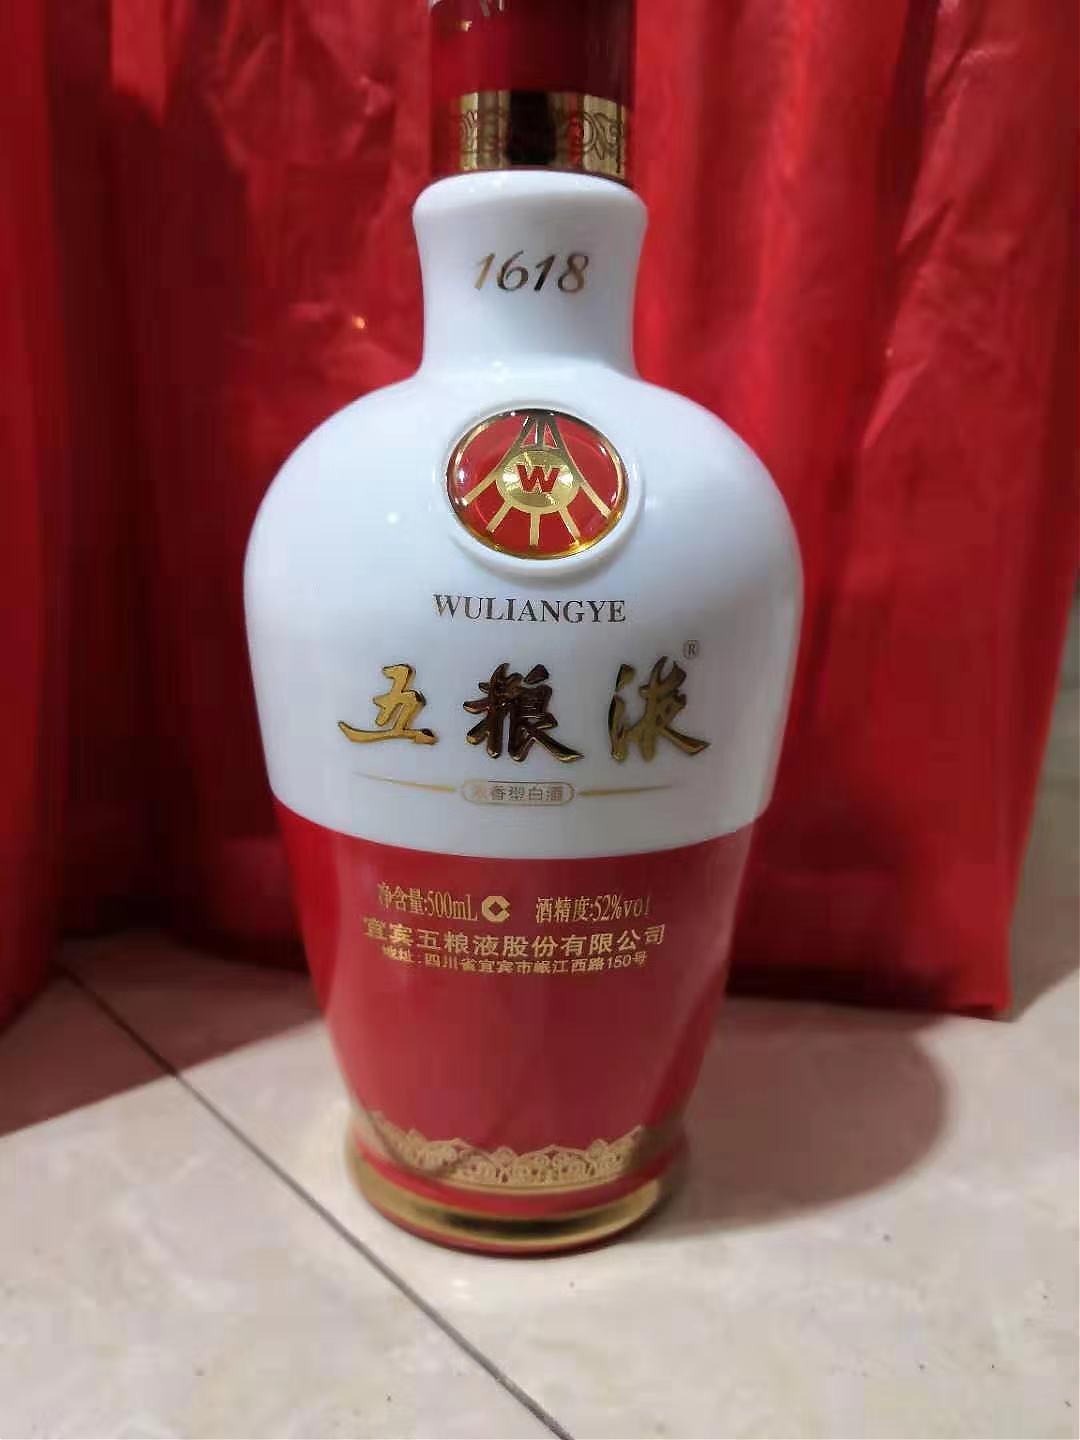 1618
W
WULIANGYE
五粮液®
浓香型白酒
净含量:500mL 酒精度:52%vol
宜宾五粮液股份有限公司
地址:四川省宜宾市岷江西路150号